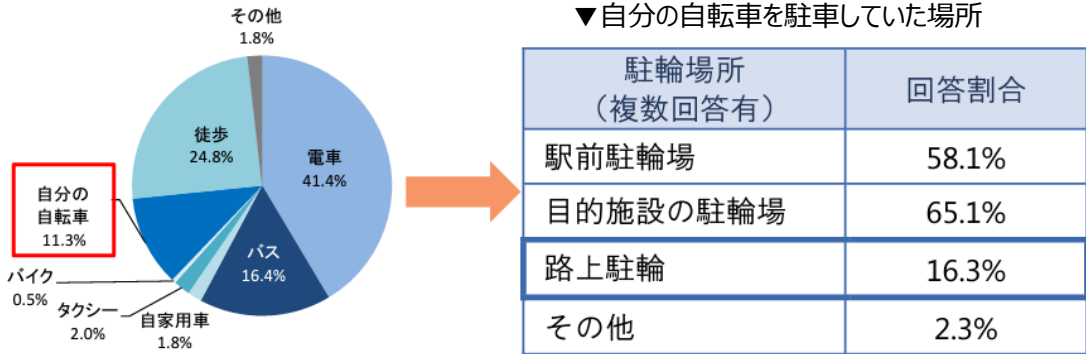 その他
1.8%
電車
41.4%
バス
16.4%
自家用車
1.8%
タクシー
2.0%
バイク
0.5%
自分の
自転車
11.3%
徒歩
24.8%
▼自分の自転車を駐車していた場所
駐輪場所
（複数回答有）
回答割合
駅前駐輪場 58.1%
目的施設の駐輪場 65.1%
路上駐輪 16.3%
その他 2.3%